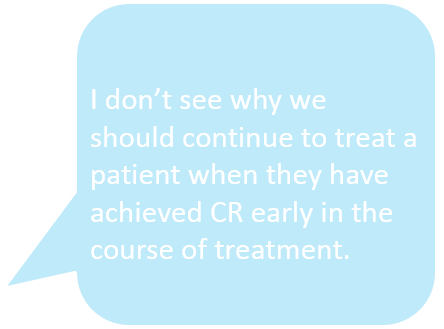 I don’t see why we
should continue to treat a
patient when they have
achieved CR early in the
course of treatment.